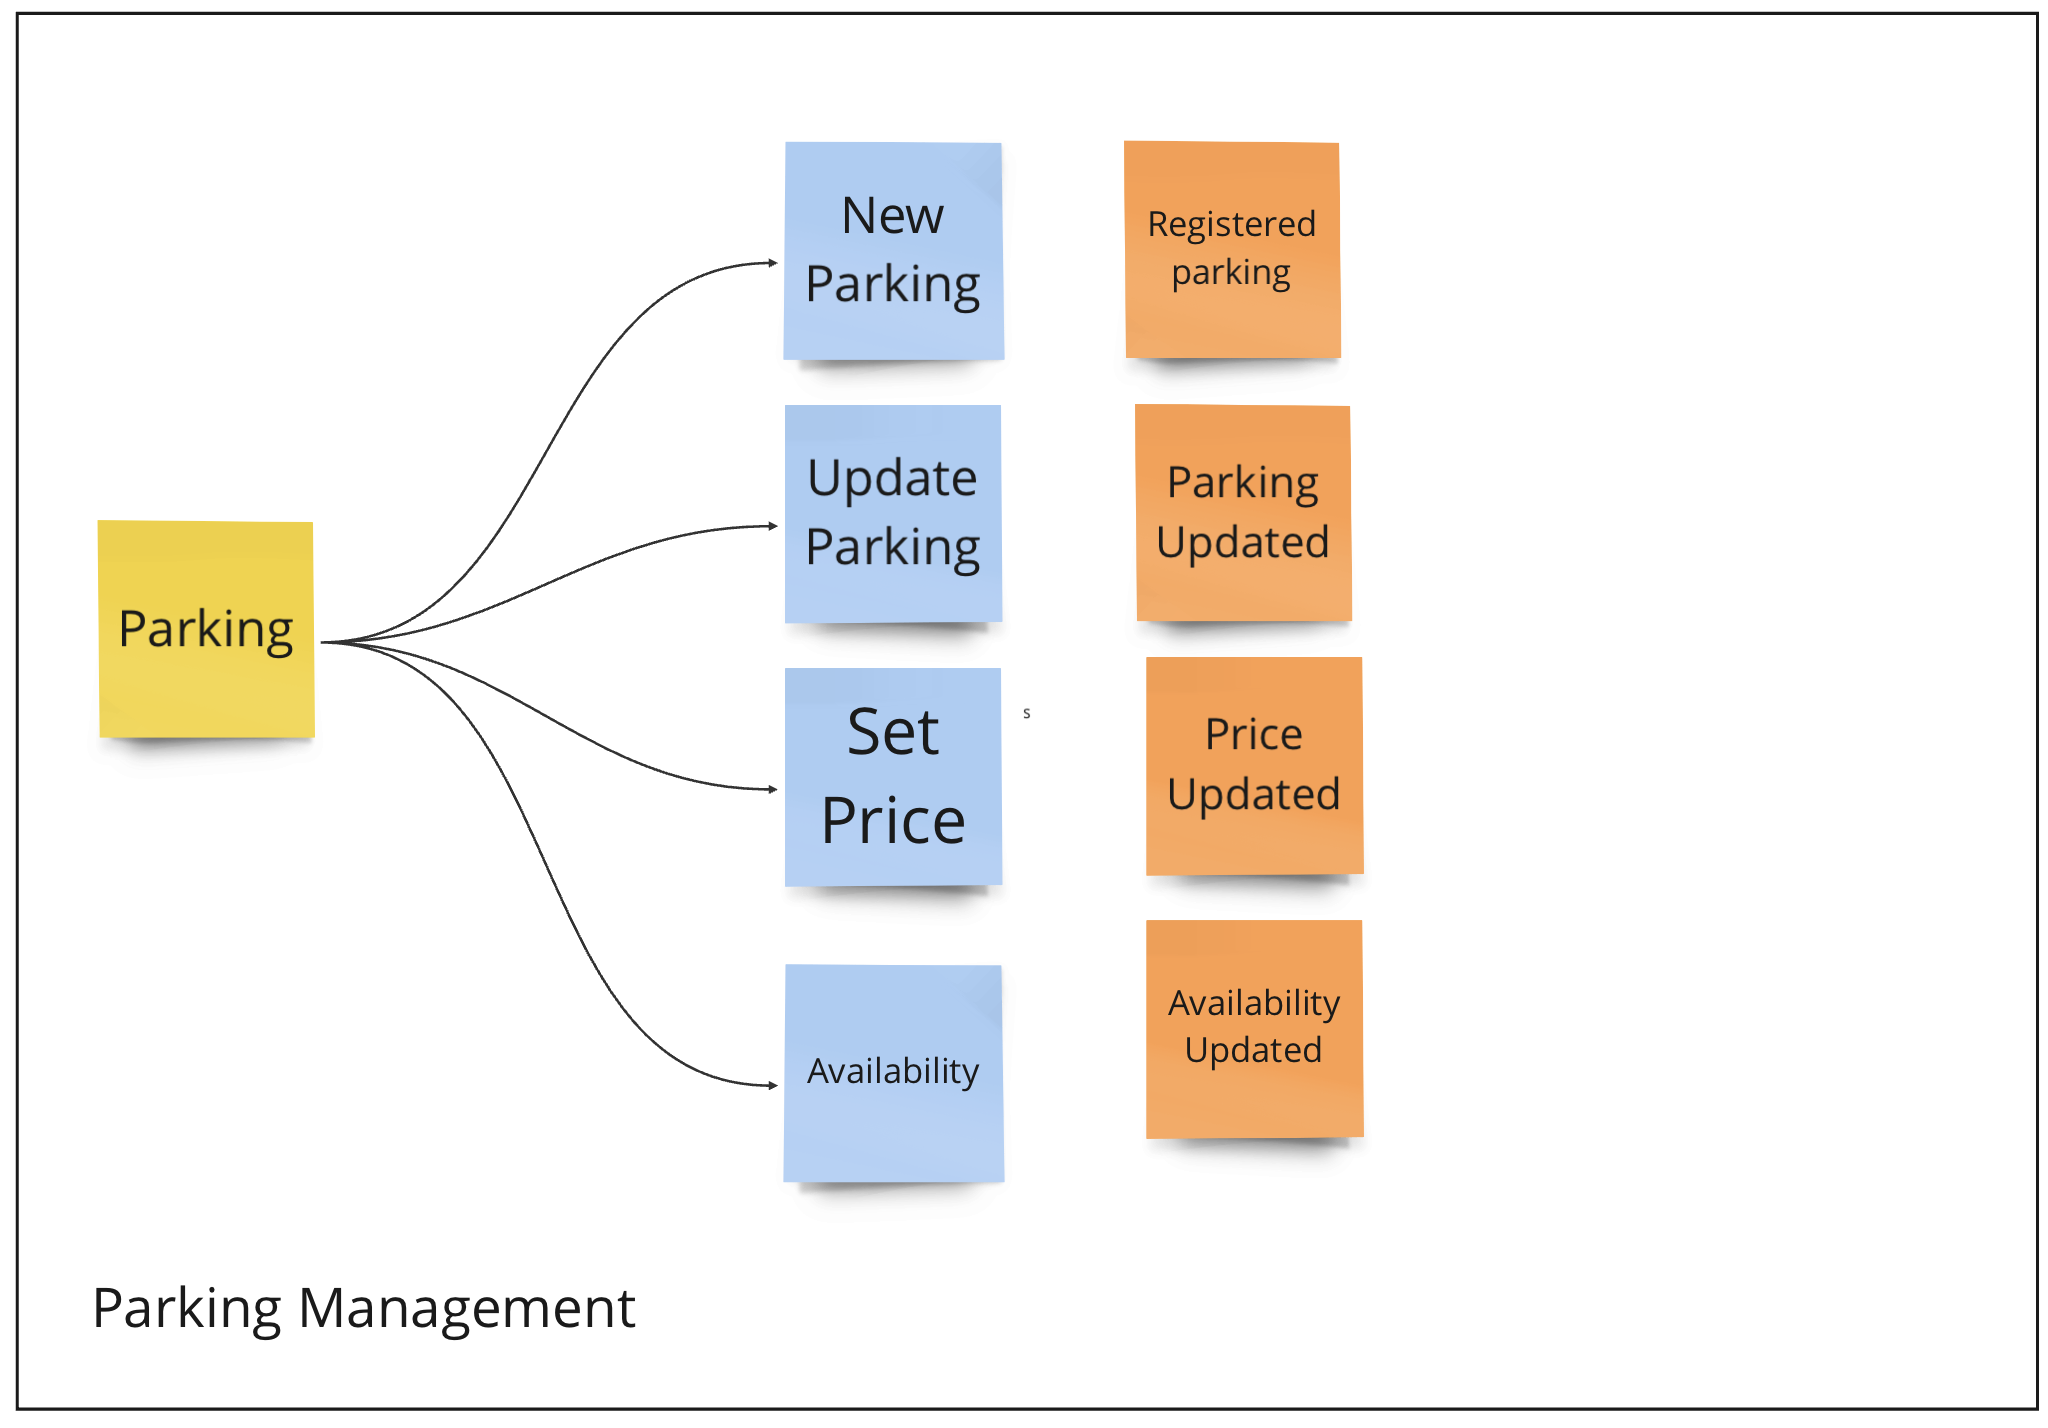 New
Parking
Registered
parking
Update
Parking
Parking
Updated
Parking
Set
Price
s
Price
Updated
Availability
Availability
Updated
Parking Management